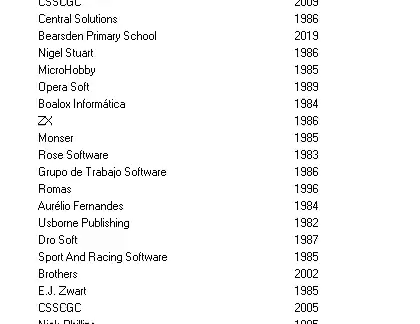 CSSCGC 2009
Central Solutions 1986
Bearsden Primary School 2019
Nigel Stuart 1986
MicroHobby 1985
Opera Soft 1989
Boalox Informática 1984
ZX 1986
Monser 1985
Rose Software 1983
Grupo de Trabajo Software 1986
Romas 1996
Aurélio Fernandes 1984
Usborne Publishing 1982
Dro Soft 1987
Sport And Racing Software 1985
Brothers 2002
E.J. Zwart 1985
CSSCGC 2005